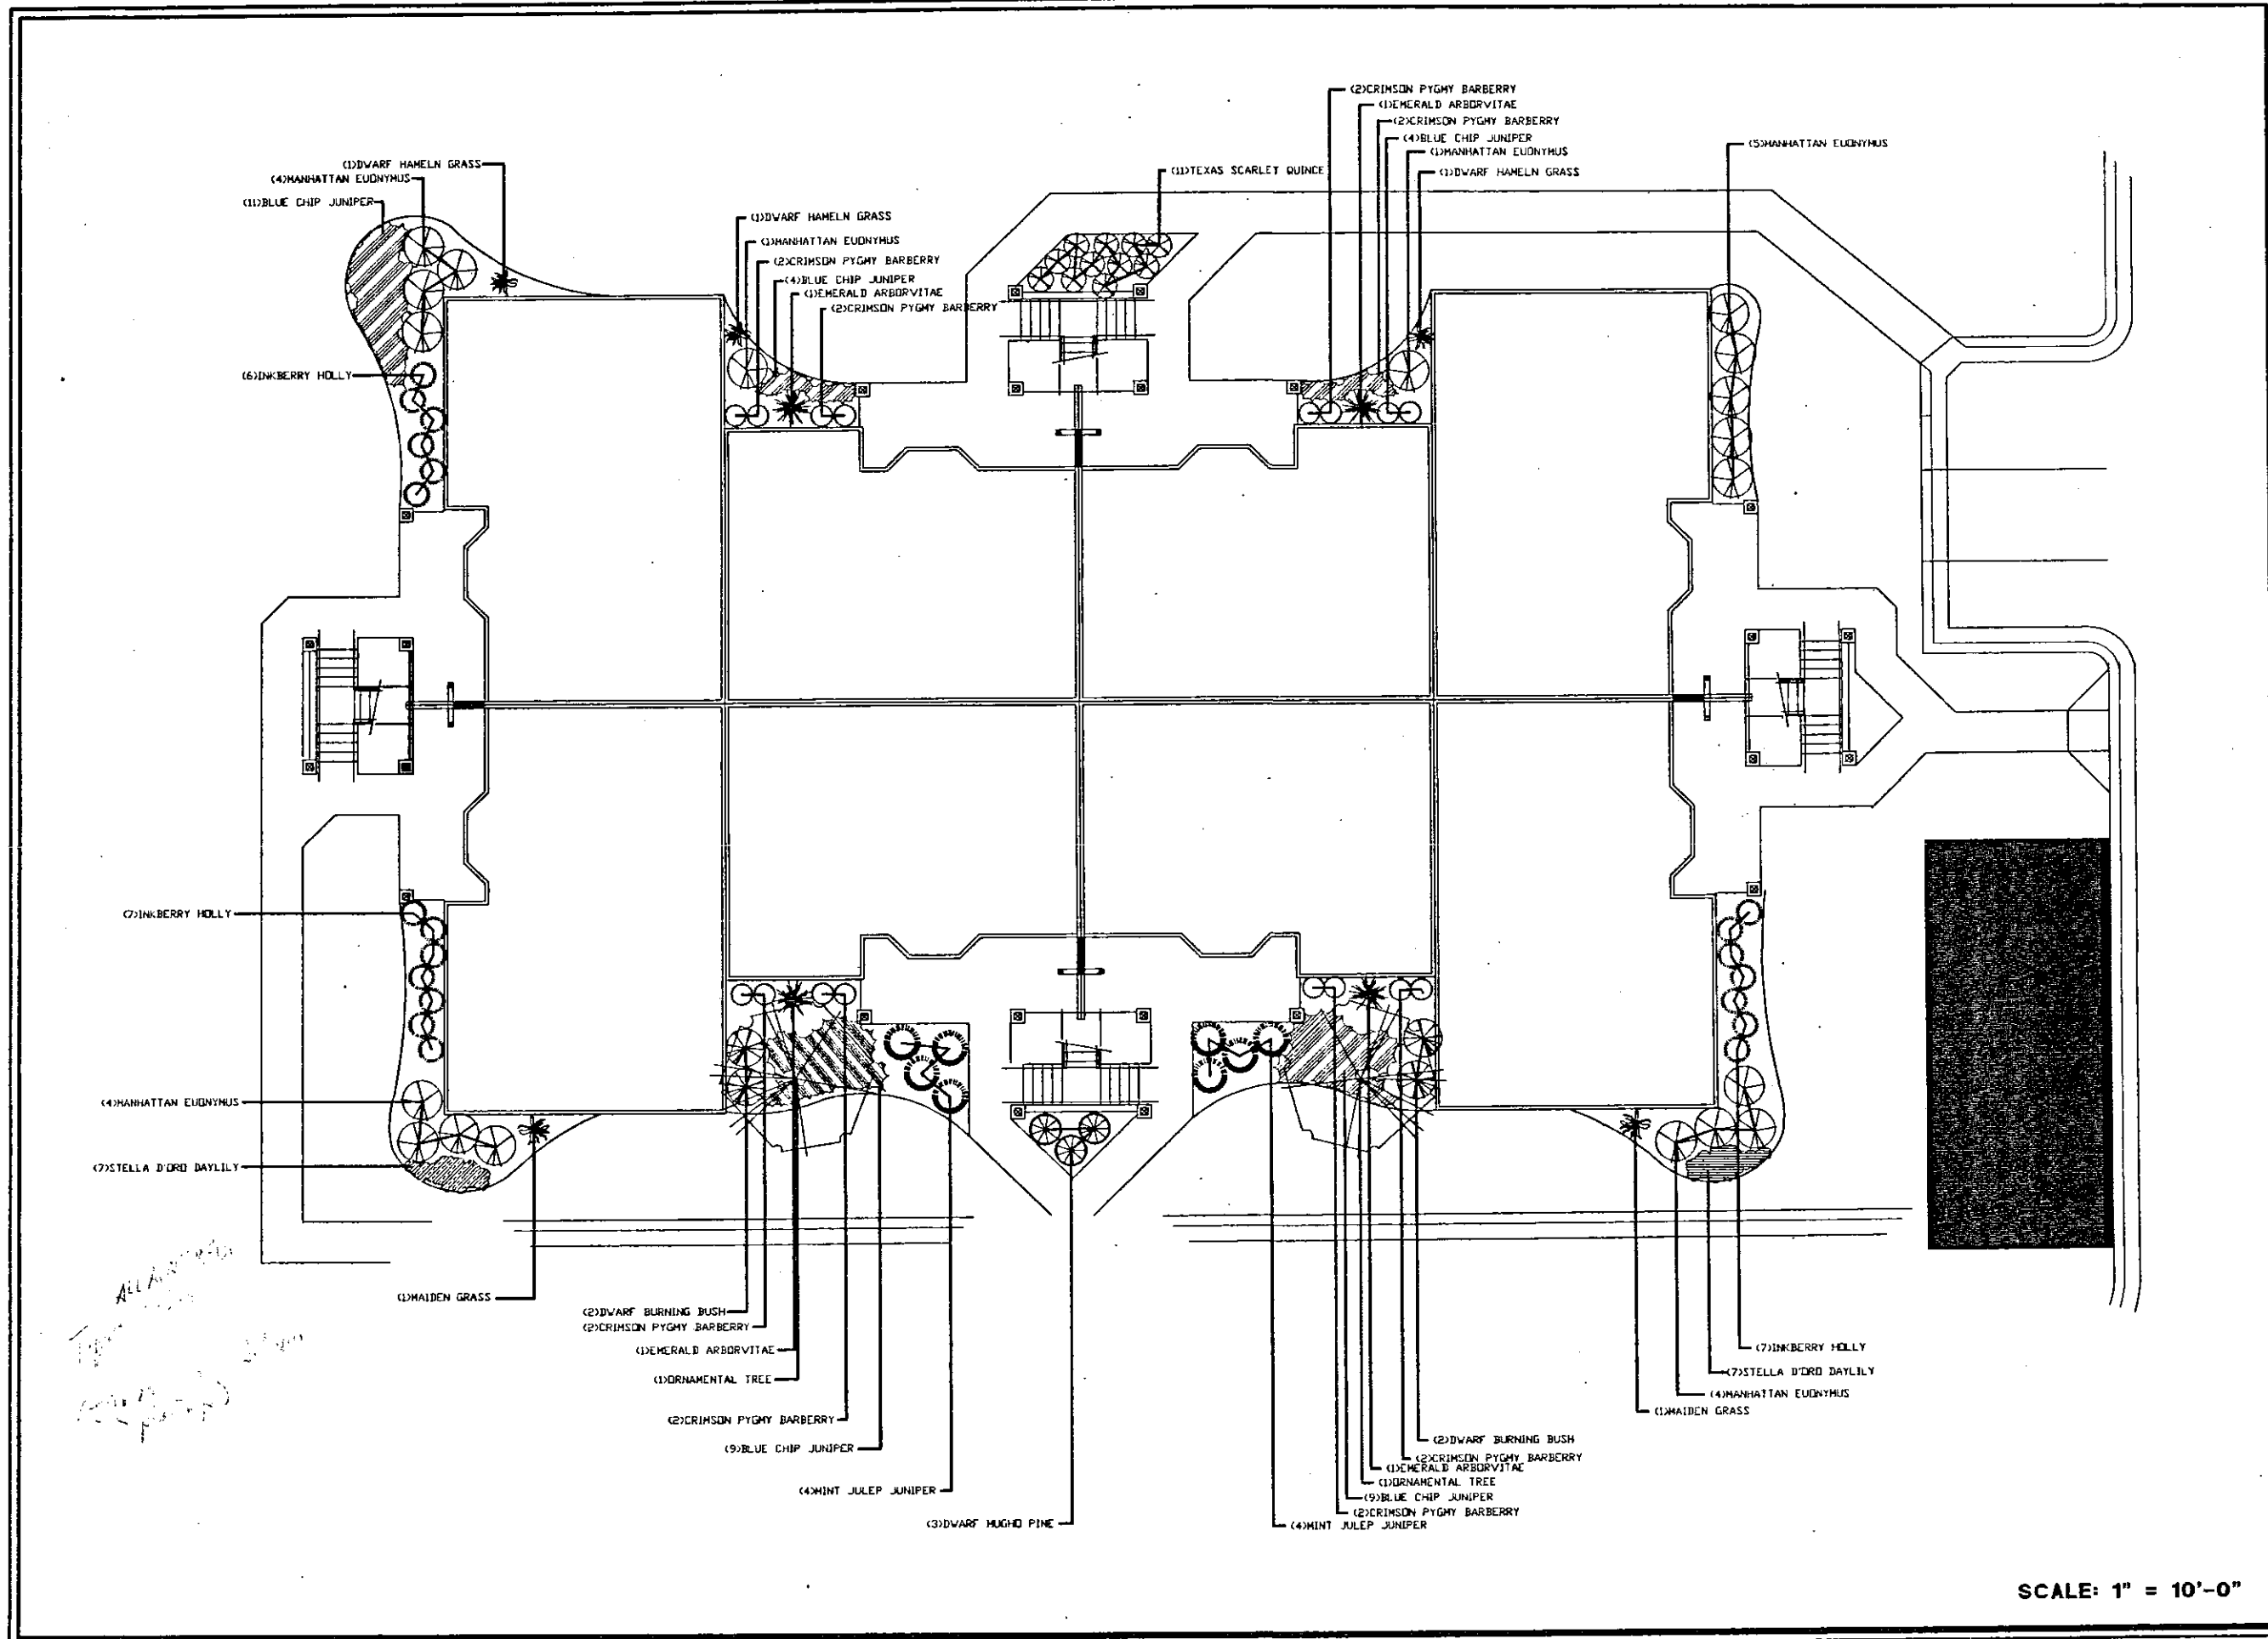 (2)CRIMSON PYGMY BARBERRY
(1)EMERALD ARBORVITAE
(2)CRIMSON PYGMY BARBERRY
(4)BLUE CHIP JUNIPER
(1)MANHATTAN EUONYMUS
(1)DWARF HAMELN GRASS
(5)MANHATTAN EUONYMUS
(11)TEXAS SCARLET QUINCE
(1)DWARF HAMELN GRASS
(4)MANHATTAN EUONYMUS
(11)BLUE CHIP JUNIPER
(1)DWARF HAMELN GRASS
(1)MANHATTAN EUONYMUS
(2)CRIMSON PYGMY BARBERRY
(4)BLUE CHIP JUNIPER
(1)EMERALD ARBORVITAE
(2)CRIMSON PYGMY BARBERRY
(6)INKBERRY HOLLY
(7)INKBERRY HOLLY
(4)MANHATTAN EUONYMUS
(7)STELLA D'ORO DAYLILY
(1)MAIDEN GRASS
(2)DWARF BURNING BUSH
(2)CRIMSON PYGMY BARBERRY
(1)EMERALD ARBORVITAE
(1)ORNAMENTAL TREE
(2)CRIMSON PYGMY BARBERRY
(9)BLUE CHIP JUNIPER
(4)MINT JULEP JUNIPER
(3)DWARF MUGHO PINE
(7)INKBERRY HOLLY
(7)STELLA D'ORO DAYLILY
(4)MANHATTAN EUONYMUS
(1)MAIDEN GRASS
(2)DWARF BURNING BUSH
(2)CRIMSON PYGMY BARBERRY
(1)EMERALD ARBORVITAE
(1)ORNAMENTAL TREE
(9)BLUE CHIP JUNIPER
(2)CRIMSON PYGMY BARBERRY
(4)MINT JULEP JUNIPER
ALL
SCALE: 1" = 10'-0"